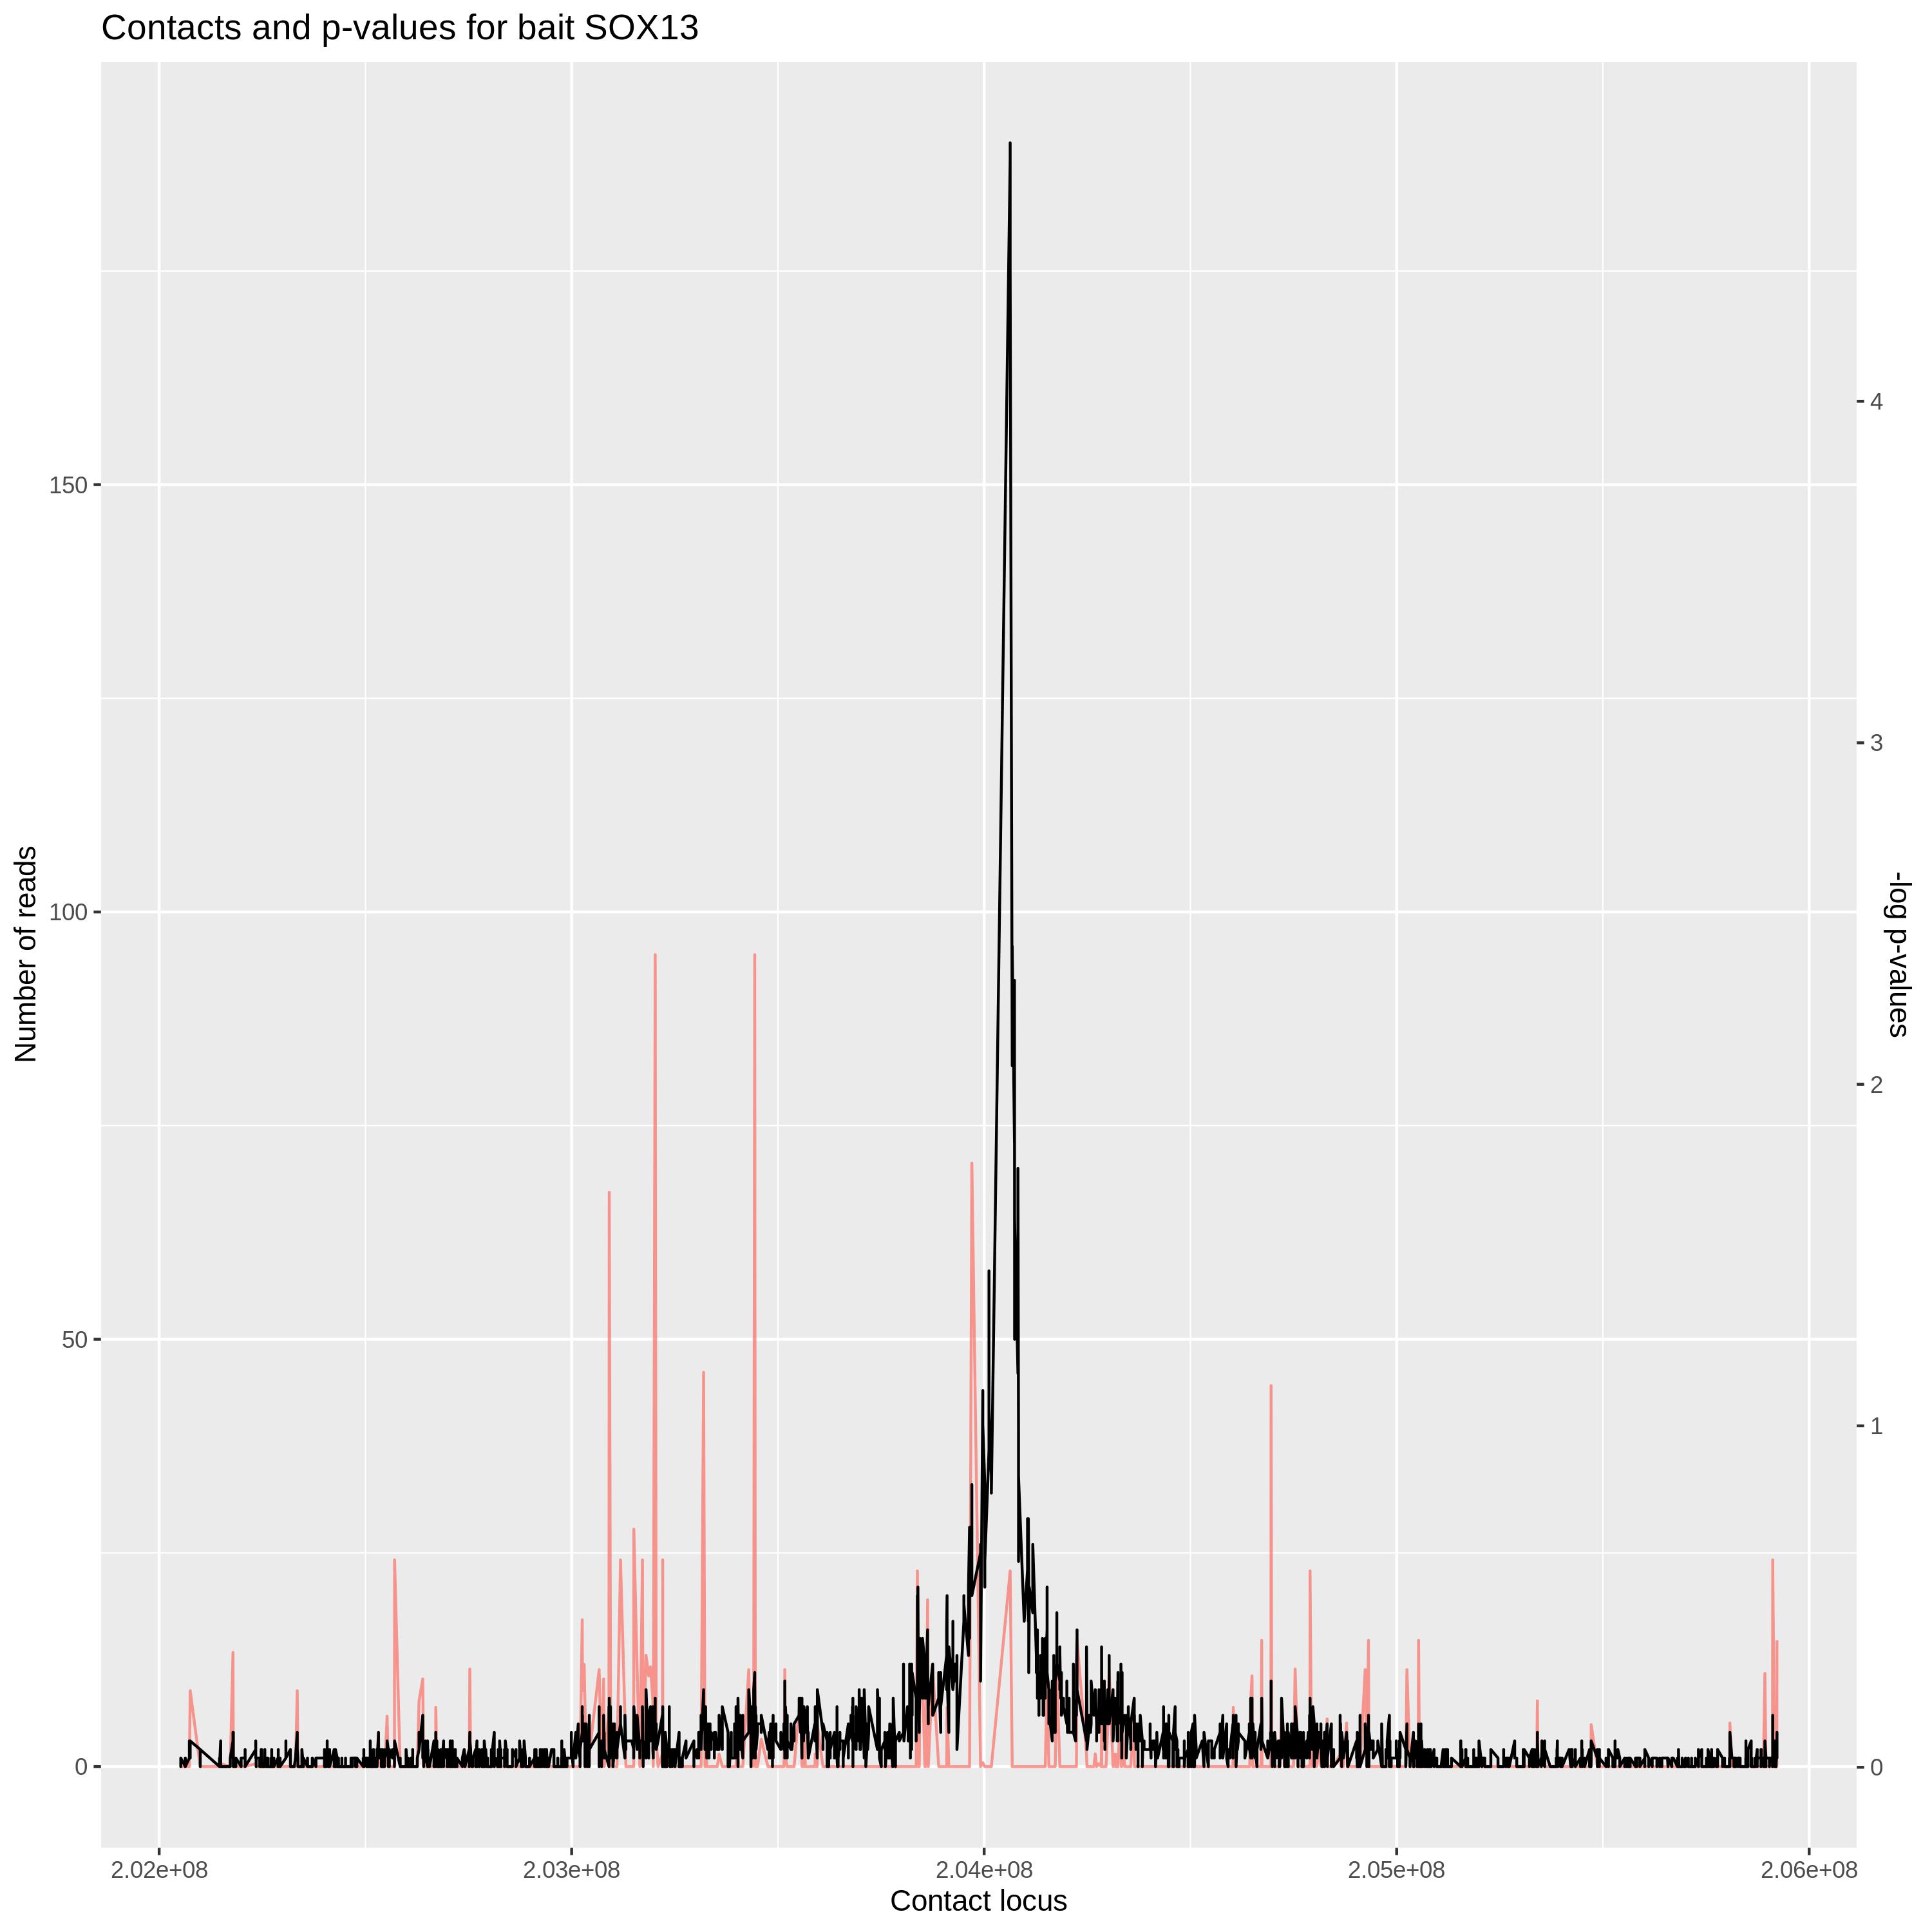 Contacts and p-values for bait SOX13
Number of reads
150
100
50
0
4
3
2
1
0
-log p-values
2.02e+08 2.03e+08 2.04e+08 2.05e+08 2.06e+08
Contact locus